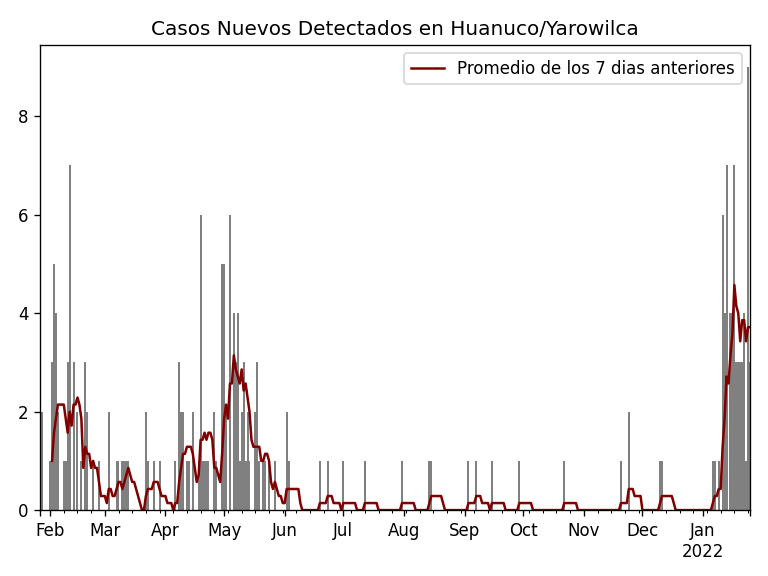 Casos Nuevos Detectados en Huanuco/Yarowilca
Promedio de los 7 dias anteriores
8
6
4
2
0
Feb Mar Apr May Jun Jul Aug Sep Oct Nov Dec Jan
2022